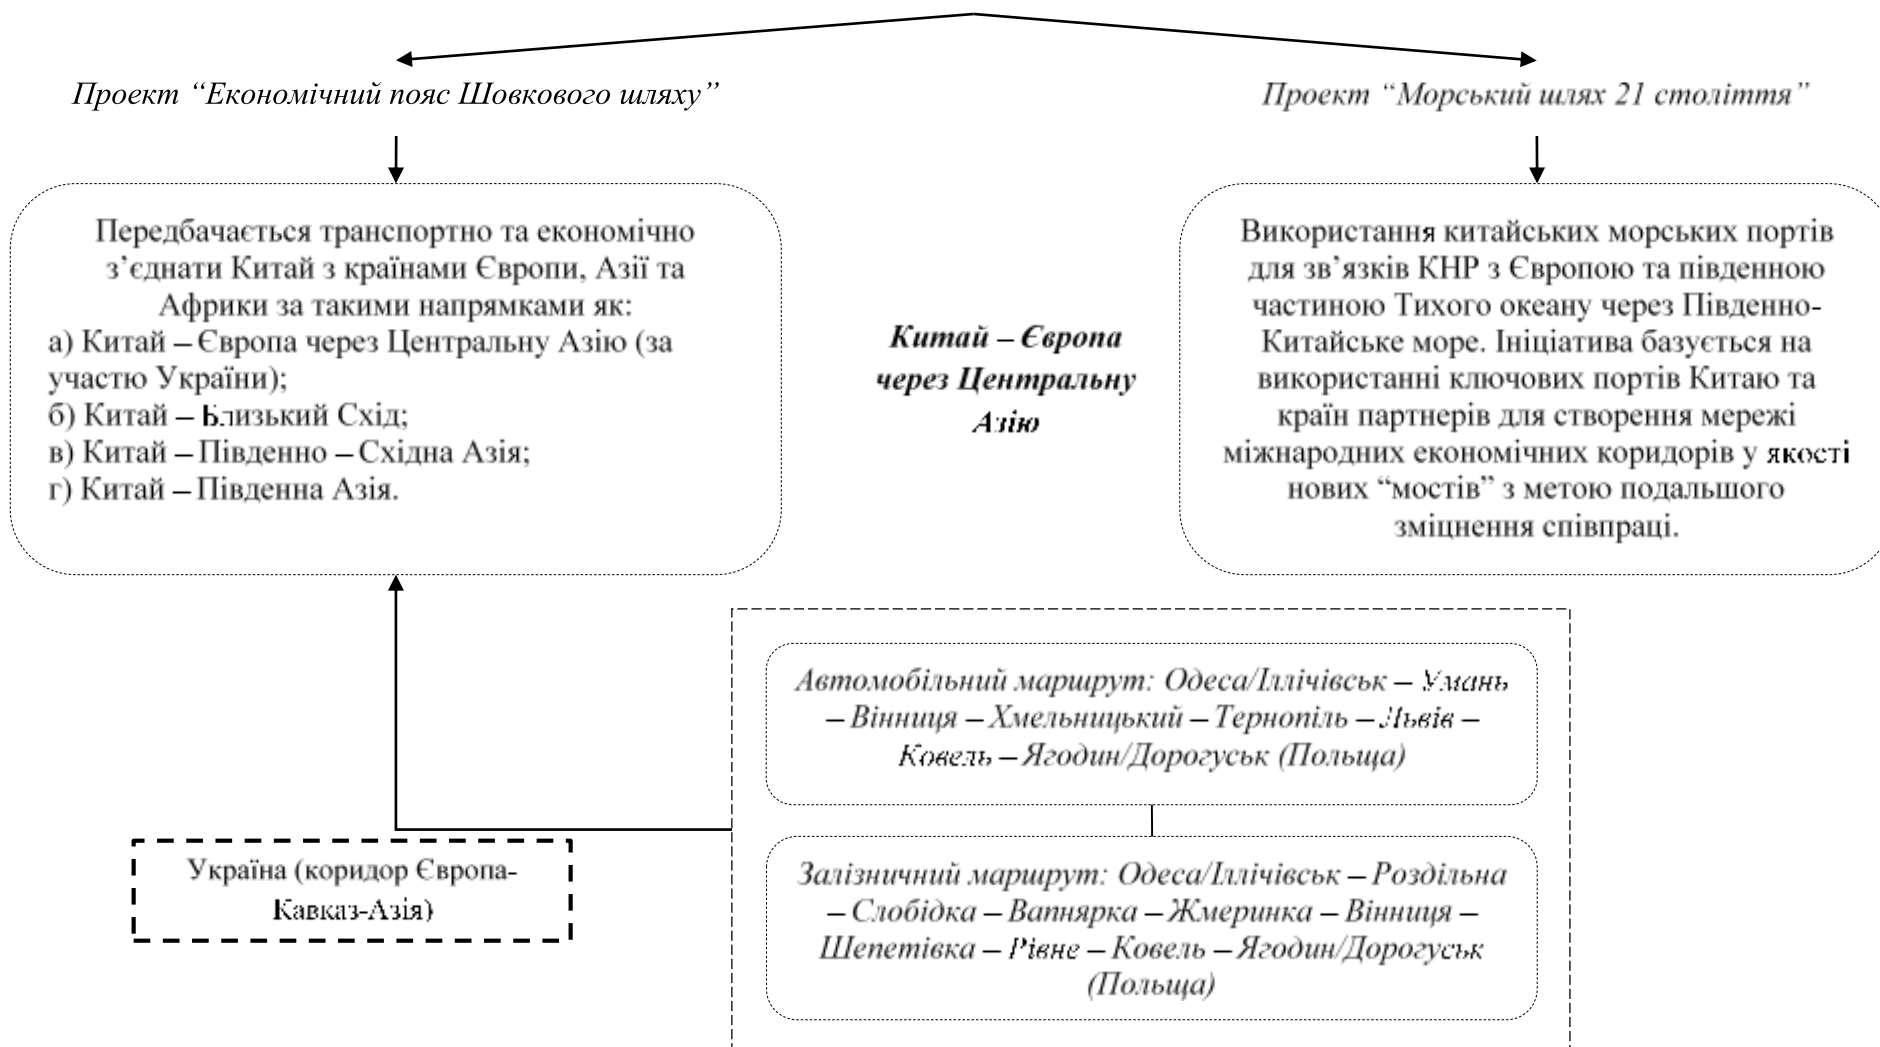 Проект “Економічний пояс Шовкового шляху”
Проект “Морський шлях 21 століття”
Передбачається транспортно та економічно
з’єднати Китай з країнами Європи, Азії та
Африки за такими напрямками як:
а) Китай – Європа через Центральну Азію (за
участю України);
б) Китай – Близький Схід;
в) Китай – Південно – Східна Азія;
г) Китай – Південна Азія.
Китай – Європа
через Центральну
Азію
Використання китайських морських портів
для зв’язків КНР з Європою та південною
частиною Тихого океану через Південно-
Китайське море. Ініціатива базується на
використанні ключових портів Китаю та
країн партнерів для створення мережі
міжнародних економічних коридорів у якості
нових “мостів” з метою подальшого
зміцнення співпраці.
Автомобільний маршрут: Одеса/Іллічівськ – Умань
– Вінниця – Хмельницький – Тернопіль – Львів –
Ковель – Ягодин/Дорогуськ (Польща)
Україна (коридор Європа-
Кавказ-Азія)
Залізничний маршрут: Одеса/Іллічівськ – Роздільна
– Слобідка – Вапнярка – Жмеринка – Вінниця –
Шепетівка – Рівне – Ковель – Ягодин/Дорогуськ
(Польща)